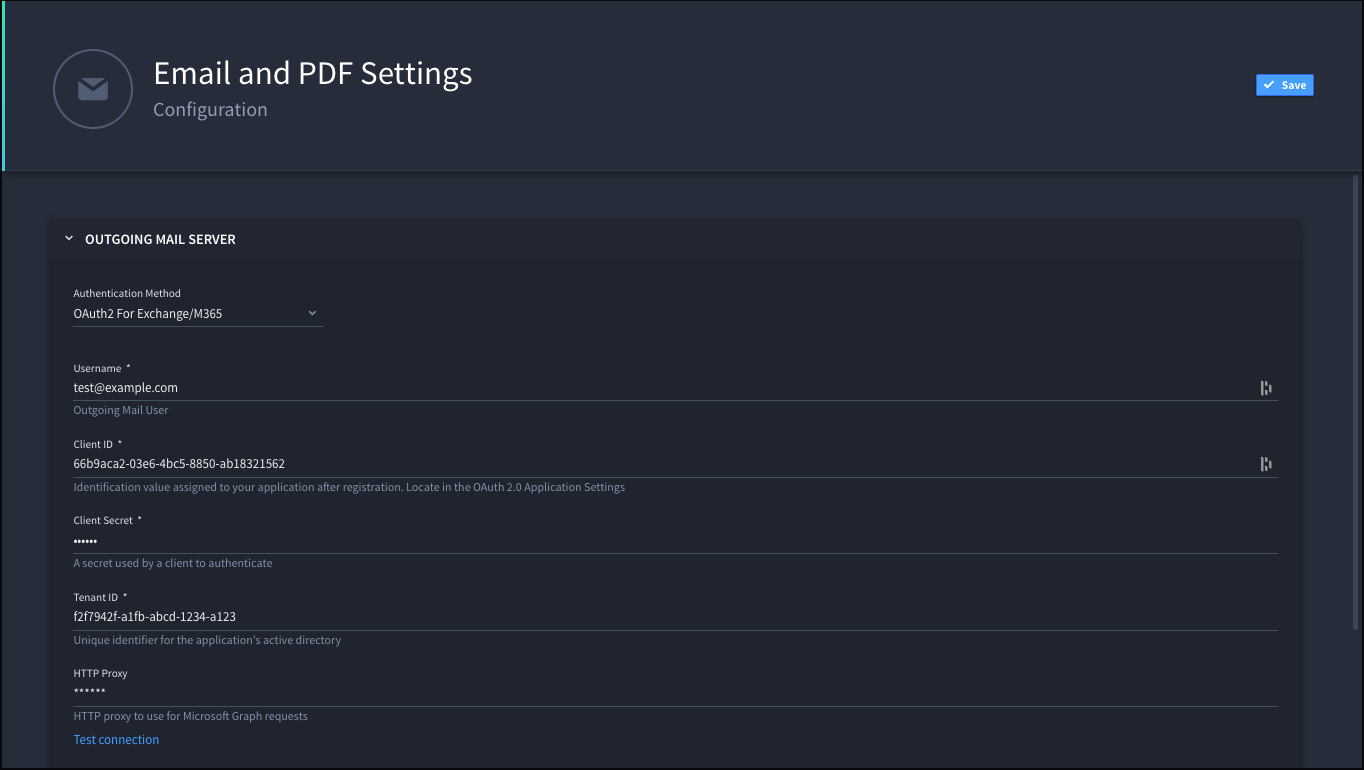 Email and PDF Settings
Configuration
Save
OUTGOING MAIL SERVER
Authentication Method
OAuth2 For Exchange/M365
Username *
test@example.com
Outgoing Mail User
Client ID *
66b9aca2-03e6-4bc5-8850-ab18321562
Identification value assigned to your application after registration. Locate in the OAuth 2.0 Application Settings
Client Secret *
••••••
A secret used by a client to authenticate
Tenant ID *
f2f7942f-a1fb-abcd-1234-a123
Unique identifier for the application's active directory
HTTP Proxy
******
HTTP proxy to use for Microsoft Graph requests
Test connection